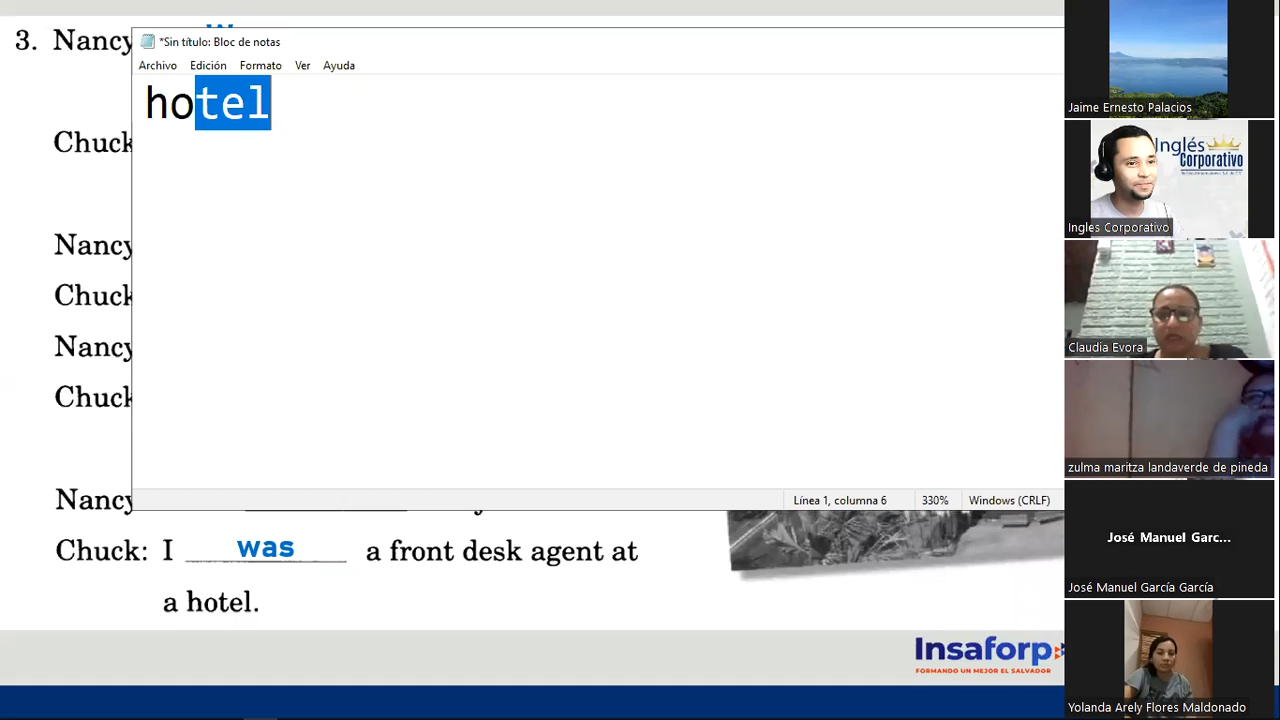 3. Nancy
*Sin título: Bloc de notas
Archivo Edición Formato Ver Ayuda
hotel
Chuck
Nancy
Chuck
Nancy
Chuck
Línea 1, columna 6 330% Windows (CRLF)
Nancy
Chuck: I was a front desk agent at
a hotel.
Insaforp
FORMANDO UN MEJOR EL SALVADOR
Jaime Ernesto Palacios
Inglés
Corporativo
Ingles Corporativo
Claudia Evora
zulma maritza landaverde de pineda
José Manuel Garc...
José Manuel García García
Yolanda Arely Flores Maldonado